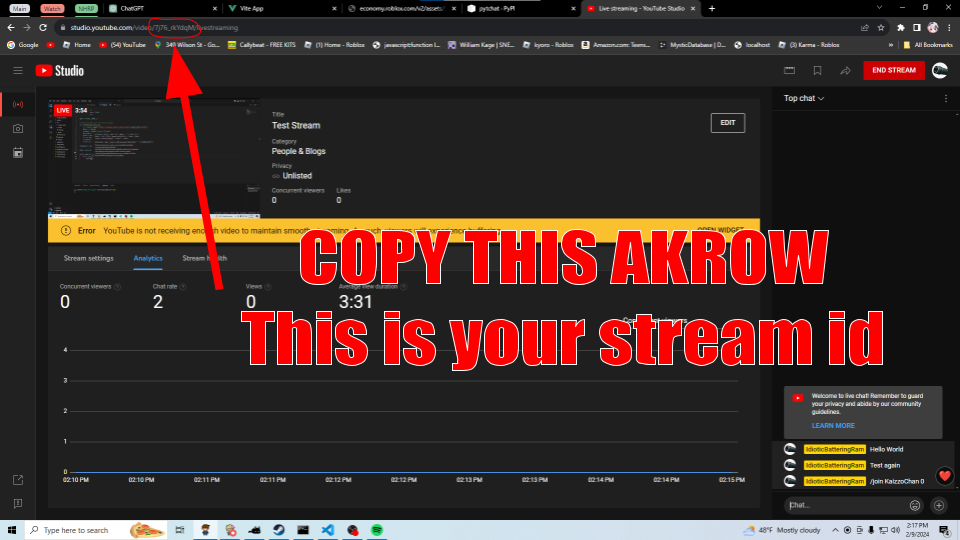 Main
Watch
NHRP
ChatGPT
Vite App
economy.roblox.com/v2/assets
pytchat · PyPI
Live streaming - YouTube Studio
studio.youtube.com/video/
/livestreaming
Google
Home
(54) YouTube
340 Wilson St - Go...
Callybeat - FREE KITS
(1) Home - Roblox
javascript:function l...
William Kage | SNE...
kyoro - Roblox
Amazon.com: Teens...
MysticDatabase - D...
localhost
(3) Karma - Roblox
»
All Bookmarks
Studio
END STREAM
LIVE 3:54
Title
Test Stream
Category
People & Blogs
Privacy
Unlisted
Concurrent viewers
Likes
0
0
EDIT
Top chat
Error
YouTube is not receiving enough video to maintain smooth streaming.
OPEN WIDGET
COPY THIS AKROW
This is your stream id
Stream settings
Analytics
Stream health
Concurrent viewers
0
Chat rate
2
Views
0
Average view duration
3:31
Concurrent viewers
4
3
2
1
0
02:10 PM
02:10 PM
02:11 PM
02:11 PM
02:12 PM
02:12 PM
02:13 PM
02:13 PM
02:14 PM
02:14 PM
02:15 PM
Welcome to live chat! Remember to guard
your privacy and abide by our community
guidelines.
LEARN MORE
IdioticBatteringRam Hello World
IdioticBatteringRam Test again
IdioticBatteringRam /join KaizzoChan 0
Chat...
Type here to search
48°F Mostly cloudy
2:17 PM
2/9/2024